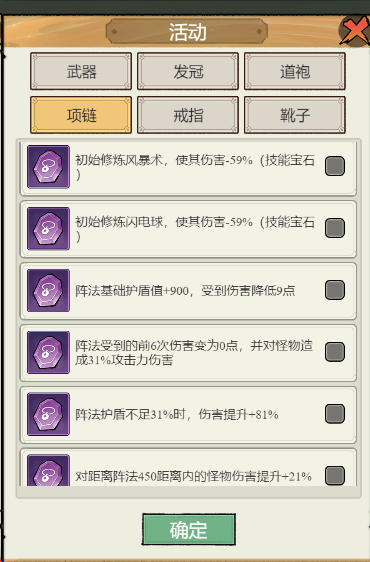 活动
武器 发冠 道袍
项链 戒指 靴子
初始修炼风暴术，使其伤害-59%（技能宝石
）
初始修炼闪电球，使其伤害-59%（技能宝石
）
阵法基础护盾值+900，受到伤害降低9点
阵法受到的前6次伤害变为0点，并对怪物造
成31%攻击力伤害
阵法护盾不足31%时，伤害提升+81%
对距离阵法450距离内的怪物伤害提升+21%
确定